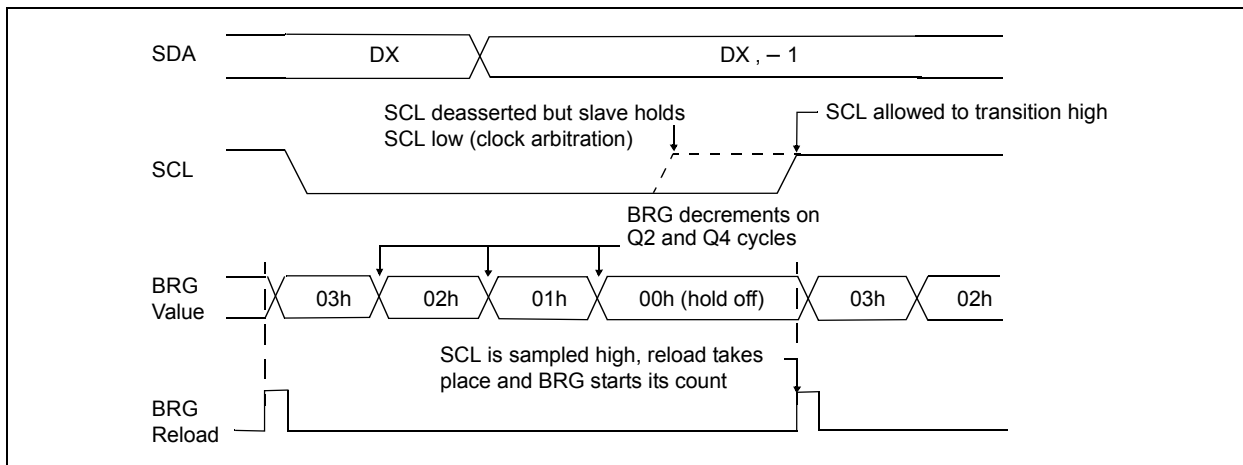 SDA
DX
DX , – 1
SCL deasserted but slave holds
SCL low (clock arbitration)
SCL allowed to transition high
SCL
BRG decrements on
Q2 and Q4 cycles
BRG
Value
03h
02h
01h
00h (hold off)
03h
02h
SCL is sampled high, reload takes
place and BRG starts its count
BRG
Reload